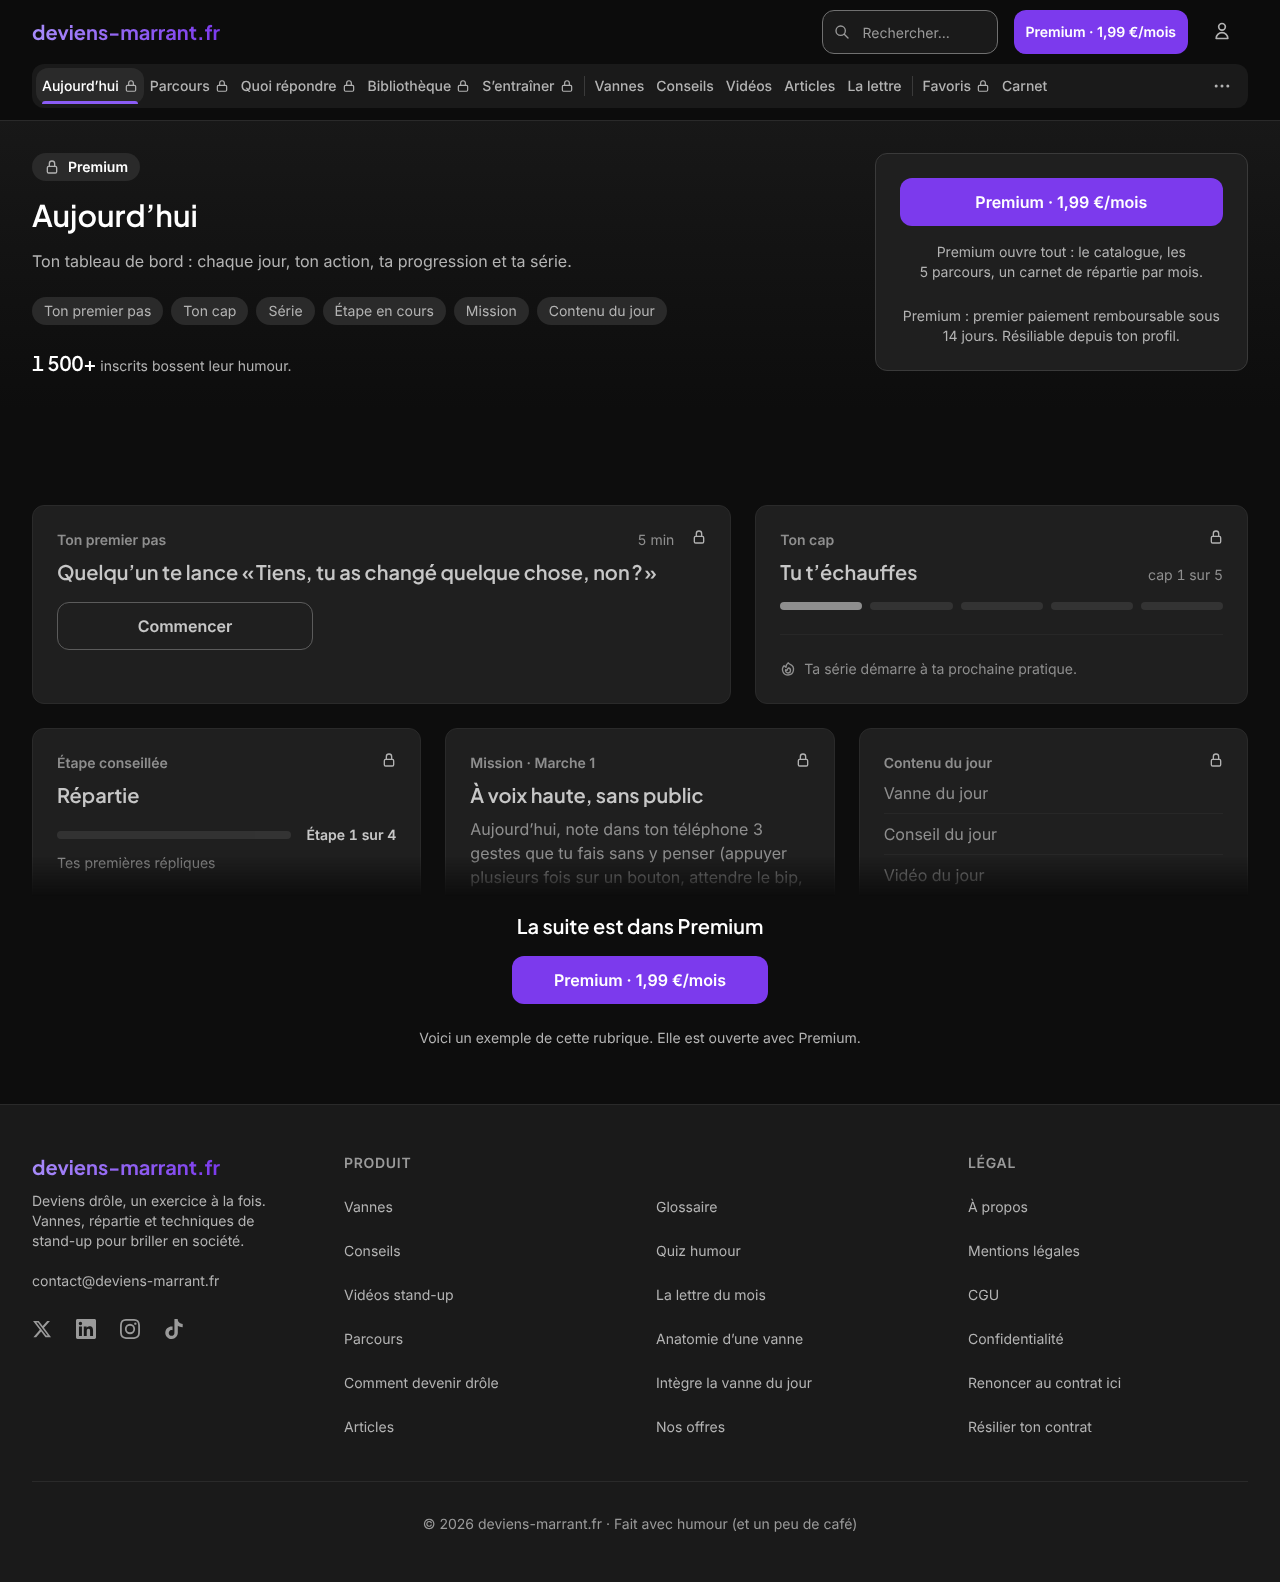 deviens-marrant.fr
Rechercher...
Premium · 1,99 €/mois
Aujourd’hui
Parcours
Quoi répondre
Bibliothèque
S’entraîner
Vannes
Conseils
Vidéos
Articles
La lettre
Favoris
Carnet
Premium
Aujourd’hui
Ton tableau de bord : chaque jour, ton action, ta progression et ta série.
Ton premier pas
Ton cap
Série
Étape en cours
Mission
Contenu du jour
1 500+ inscrits bossent leur humour.
Premium · 1,99 €/mois
Premium ouvre tout : le catalogue, les
5 parcours, un carnet de répartie par mois.
Premium : premier paiement remboursable sous
14 jours. Résiliable depuis ton profil.
Ton premier pas
5 min
Quelqu’un te lance « Tiens, tu as changé quelque chose, non ? »
Commencer
Ton cap
Tu t’échauffes
cap 1 sur 5
Ta série démarre à ta prochaine pratique.
Étape conseillée
Répartie
Étape 1 sur 4
Tes premières répliques
Mission · Marche 1
À voix haute, sans public
Aujourd’hui, note dans ton téléphone 3
gestes que tu fais sans y penser (appuyer
plusieurs fois sur un bouton, attendre le bip,
Contenu du jour
Vanne du jour
Conseil du jour
Vidéo du jour
La suite est dans Premium
Premium · 1,99 €/mois
Voici un exemple de cette rubrique. Elle est ouverte avec Premium.
deviens-marrant.fr
Deviens drôle, un exercice à la fois.
Vannes, répartie et techniques de
stand-up pour briller en société.
contact@deviens-marrant.fr
PRODUIT
Vannes
Conseils
Vidéos stand-up
Parcours
Comment devenir drôle
Articles
Glossaire
Quiz humour
La lettre du mois
Anatomie d’une vanne
Intègre la vanne du jour
Nos offres
LÉGAL
À propos
Mentions légales
CGU
Confidentialité
Renoncer au contrat ici
Résilier ton contrat
© 2026 deviens-marrant.fr · Fait avec humour (et un peu de café)